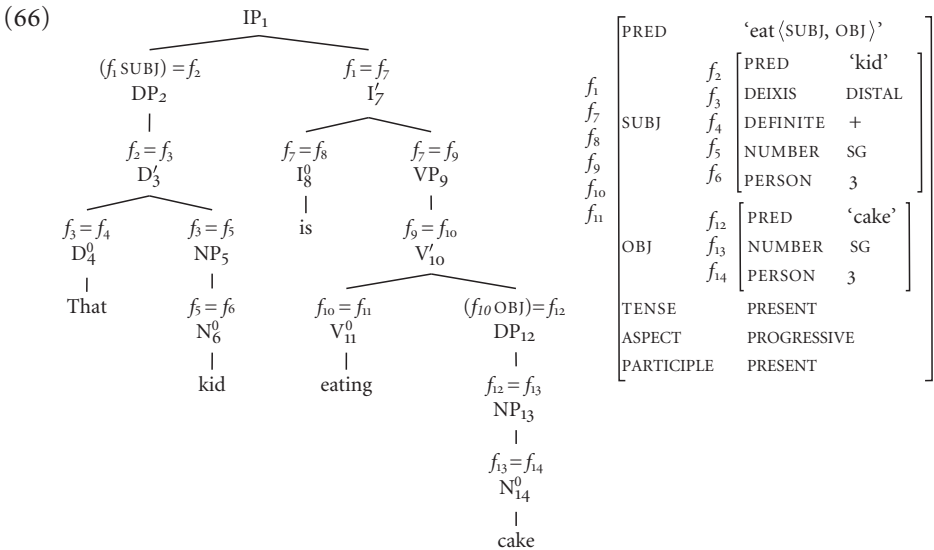 (66)
IP₁
(f₁ SUBJ) = f₂ f₁ = f₇
DP₂ I′₇
f₂ = f₃ f₇ = f₈ f₇ = f₉
D′₃ I⁰₈ VP₉
f₃ = f₄ f₃ = f₅ is f₉ = f₁₀
D⁰₄ NP₅ V′₁₀
That f₅ = f₆ f₁₀ = f₁₁ (f₁₀ OBJ) = f₁₂
N⁰₆ V⁰₁₁ DP₁₂
kid eating f₁₂ = f₁₃
NP₁₃
f₁₃ = f₁₄
N⁰₁₄
cake
f₁
f₇
f₈
f₉
f₁₀
f₁₁
PRED ‘eat⟨SUBJ, OBJ⟩’
SUBJ
f₂
f₃
f₄
f₅
f₆
PRED ‘kid’
DEIXIS DISTAL
DEFINITE +
NUMBER SG
PERSON 3
OBJ
f₁₂
f₁₃
f₁₄
PRED ‘cake’
NUMBER SG
PERSON 3
TENSE PRESENT
ASPECT PROGRESSIVE
PARTICIPLE PRESENT